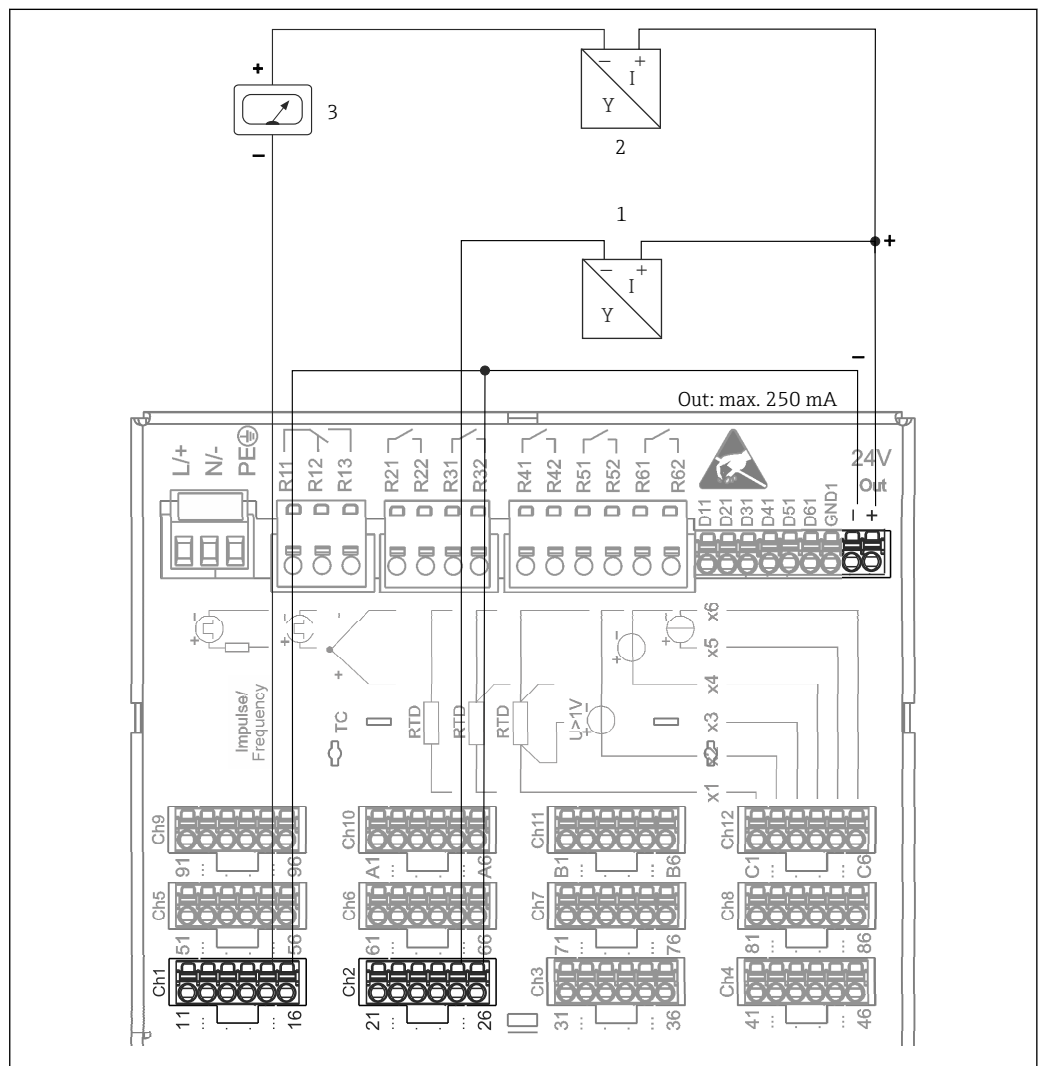 − +
I
Y
2
+
3
−
1
− +
I
Y
+
−
Out: max. 250 mA
L/+ N/- PE R11 R12 R13 R21 R22 R31 R32 R41 R42 R51 R52 R61 R62
24V
Out
D11 D21 D31 D41 D51 D61 GND1 − +
- + - + + - + - +
x6
x5
x4
x3
x2
x1
Impulse/
Frequency
TC
RTD RTD RTD
U>1V
- +
Ch9 Ch10 Ch11 Ch12
91 ... . ... 96 A1 ... . ... A6 B1 ... . ... B6 C1 ... . ... C6
Ch5 Ch6 Ch7 Ch8
51 ... . ... 56 61 ... . ... 66 71 ... . ... 76 81 ... . ... 86
Ch1 Ch2 Ch3 Ch4
11 ... . ... 16 21 ... . ... 26 31 ... . ... 36 41 ... . ... 46